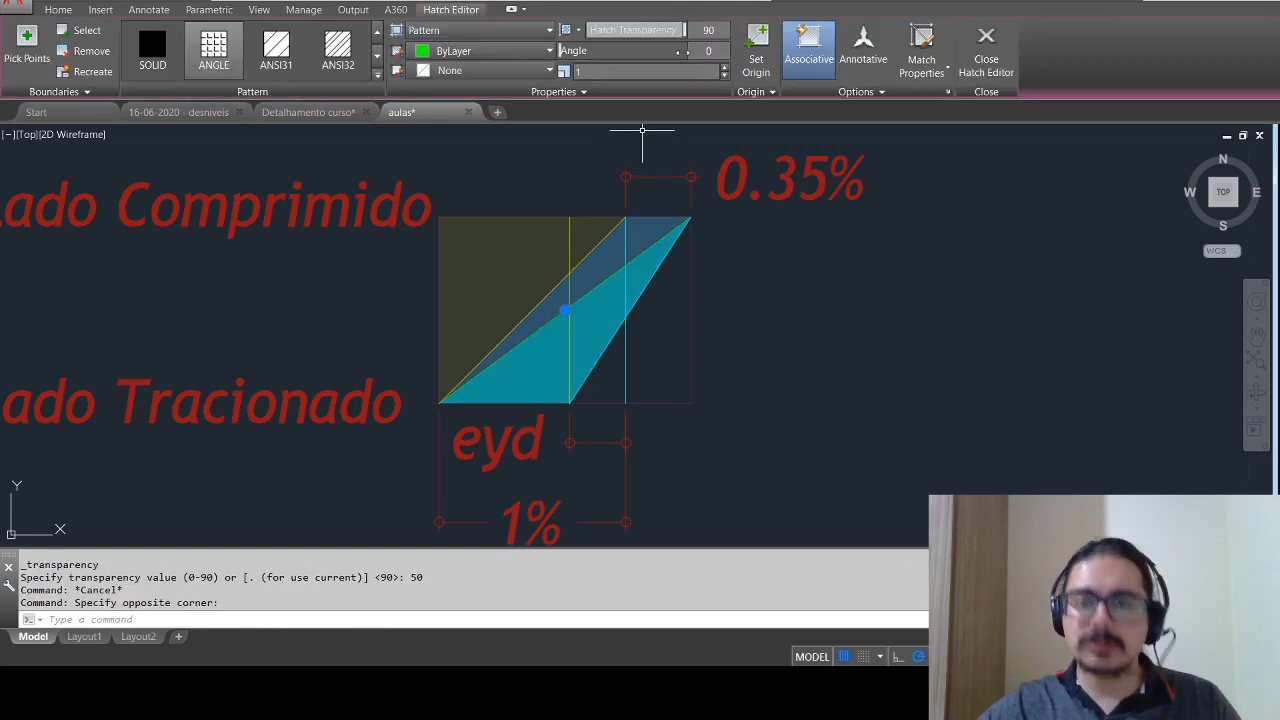 Home Insert Annotate Parametric View Manage Output A360 Hatch Editor
Pick Points
Select
Remove
Recreate
Boundaries
SOLID ANGLE ANSI31 ANSI32
Pattern
Pattern
ByLayer
None
Hatch Transparency 90
Angle 0
1
Properties
Set
Origin
Origin
Associative Annotative
Match
Properties
Options
Close
Hatch Editor
Close
Start 16-06-2020 - desniveis Detalhamento curso* aulas*
[−][Top][2D Wireframe]
N
W TOP E
S
WCS
0.35%
ado Comprimido
ado Tracionado
eyd
1%
Y
X
_transparency
Specify transparency value (0-90) or [. (for use current)] <90>: 50
Command: *Cancel*
Command: Specify opposite corner:
Type a command
Model Layout1 Layout2
MODEL